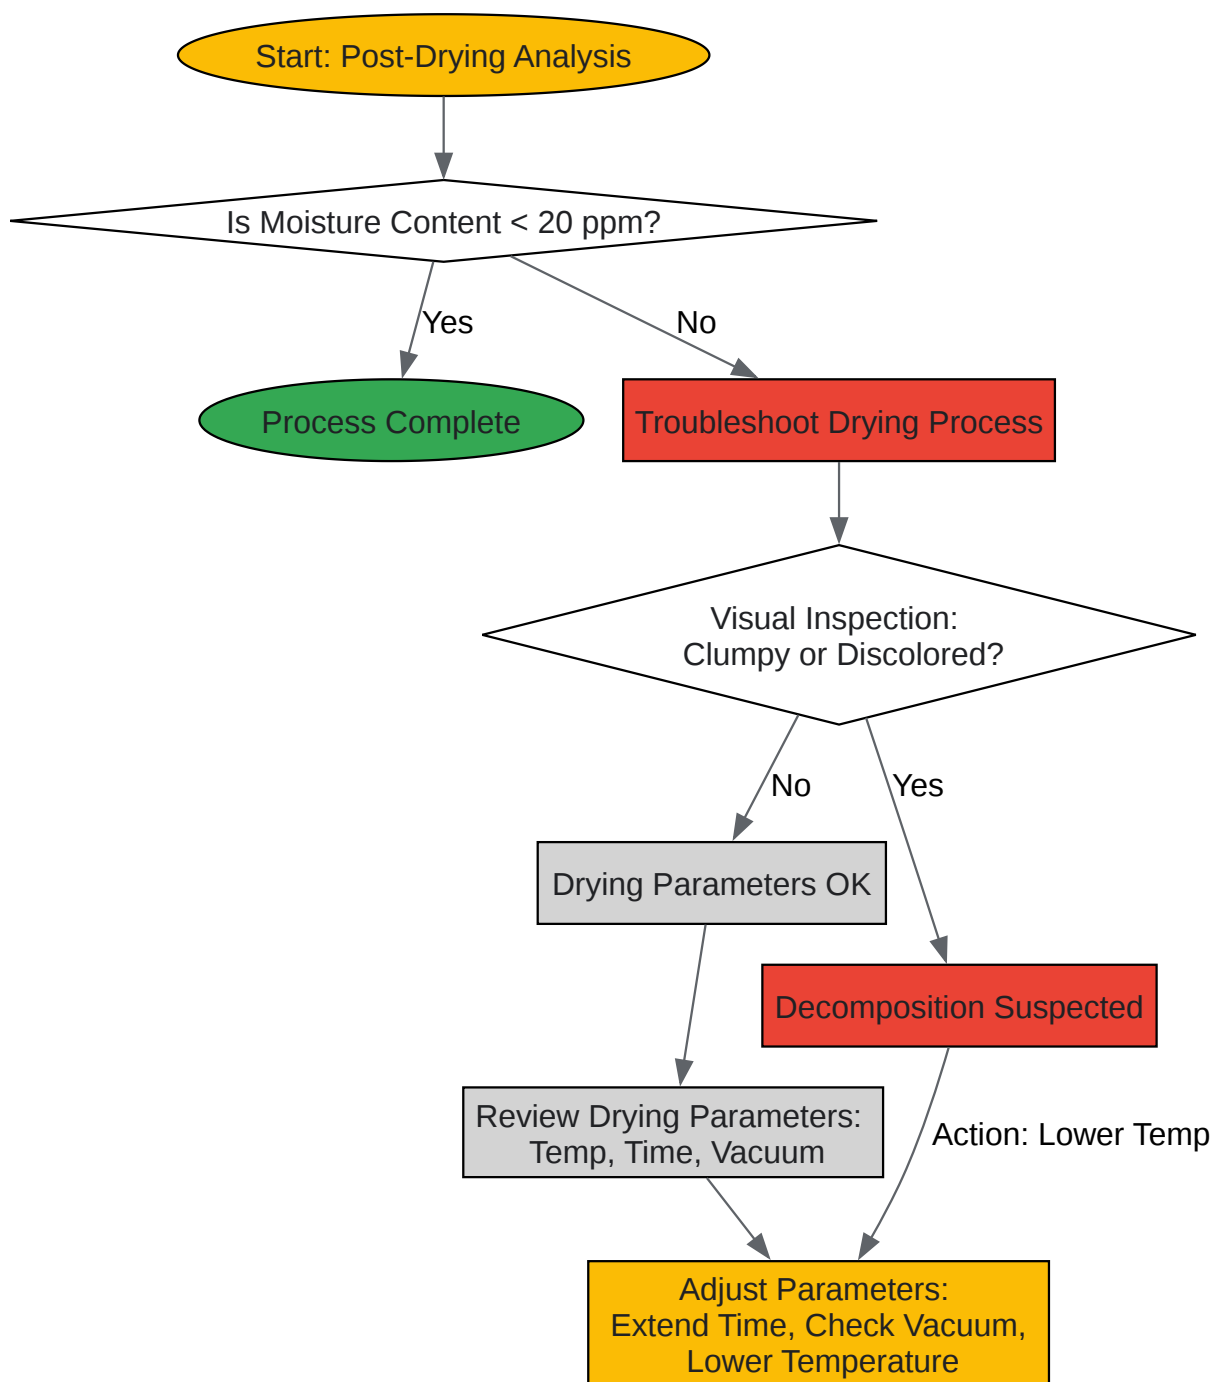 Start: Post-Drying Analysis
Is Moisture Content < 20 ppm?
Yes
No
Process Complete
Troubleshoot Drying Process
Visual Inspection:
Clumpy or Discolored?
No
Yes
Drying Parameters OK
Decomposition Suspected
Review Drying Parameters:
Temp, Time, Vacuum
Action: Lower Temp
Adjust Parameters:
Extend Time, Check Vacuum,
Lower Temperature